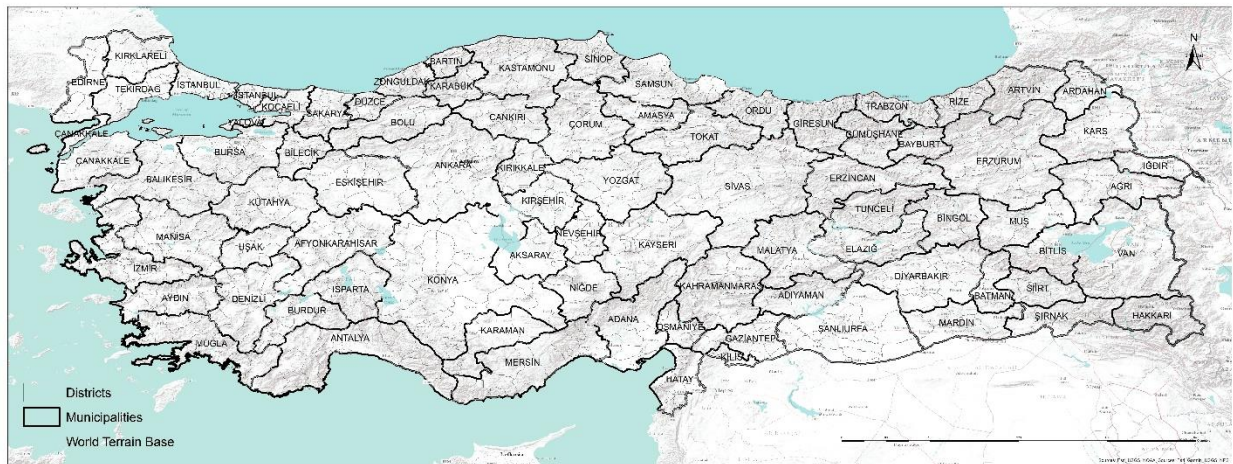 N
KIRKLARELİ
EDİRNE
TEKİRDAĞ
İSTANBUL
İSTANBUL
KOCAELİ
YALOVA
SAKARY
DÜZCE
ZONGULDAK
BARTIN
KARABÜK
KASTAMONU
SİNOP
SAMSUN
ORDU
GİRESUN
TRABZON
RİZE
ARTVİN
ARDAHAN
KARS
IĞDIR
AĞRI
ÇANAKKALE
ÇANAKKALE
BALIKESİR
BURSA
BİLECİK
BOLU
ÇANKIRI
ÇORUM
AMASYA
TOKAT
GÜMÜŞHANE
BAYBURT
ERZURUM
ERZİNCAN
ESKİŞEHİR
ANKARA
KIRIKKALE
YOZGAT
SİVAS
KÜTAHYA
KIRŞEHİR
TUNCELİ
BİNGÖL
MUŞ
MANİSA
UŞAK
AFYONKARAHİSAR
NEVŞEHİR
KAYSERİ
MALATYA
ELAZIĞ
BİTLİS
VAN
İZMİR
AKSARAY
KONYA
NİĞDE
KAHRAMANMARAŞ
DİYARBAKIR
SİİRT
AYDIN
DENİZLİ
ISPARTA
BURDUR
ADIYAMAN
BATMAN
ŞIRNAK
HAKKARİ
MUĞLA
ANTALYA
KARAMAN
ADANA
OSMANİYE
GAZİANTEP
ŞANLIURFA
MARDİN
MERSİN
KİLİS
HATAY
Districts
Municipalities
World Terrain Base